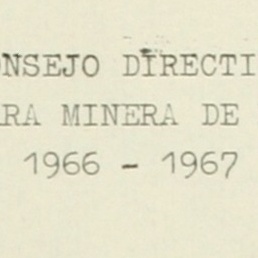 ONSEJO DIRECTI
RA MINERA DE
1966 - 1967